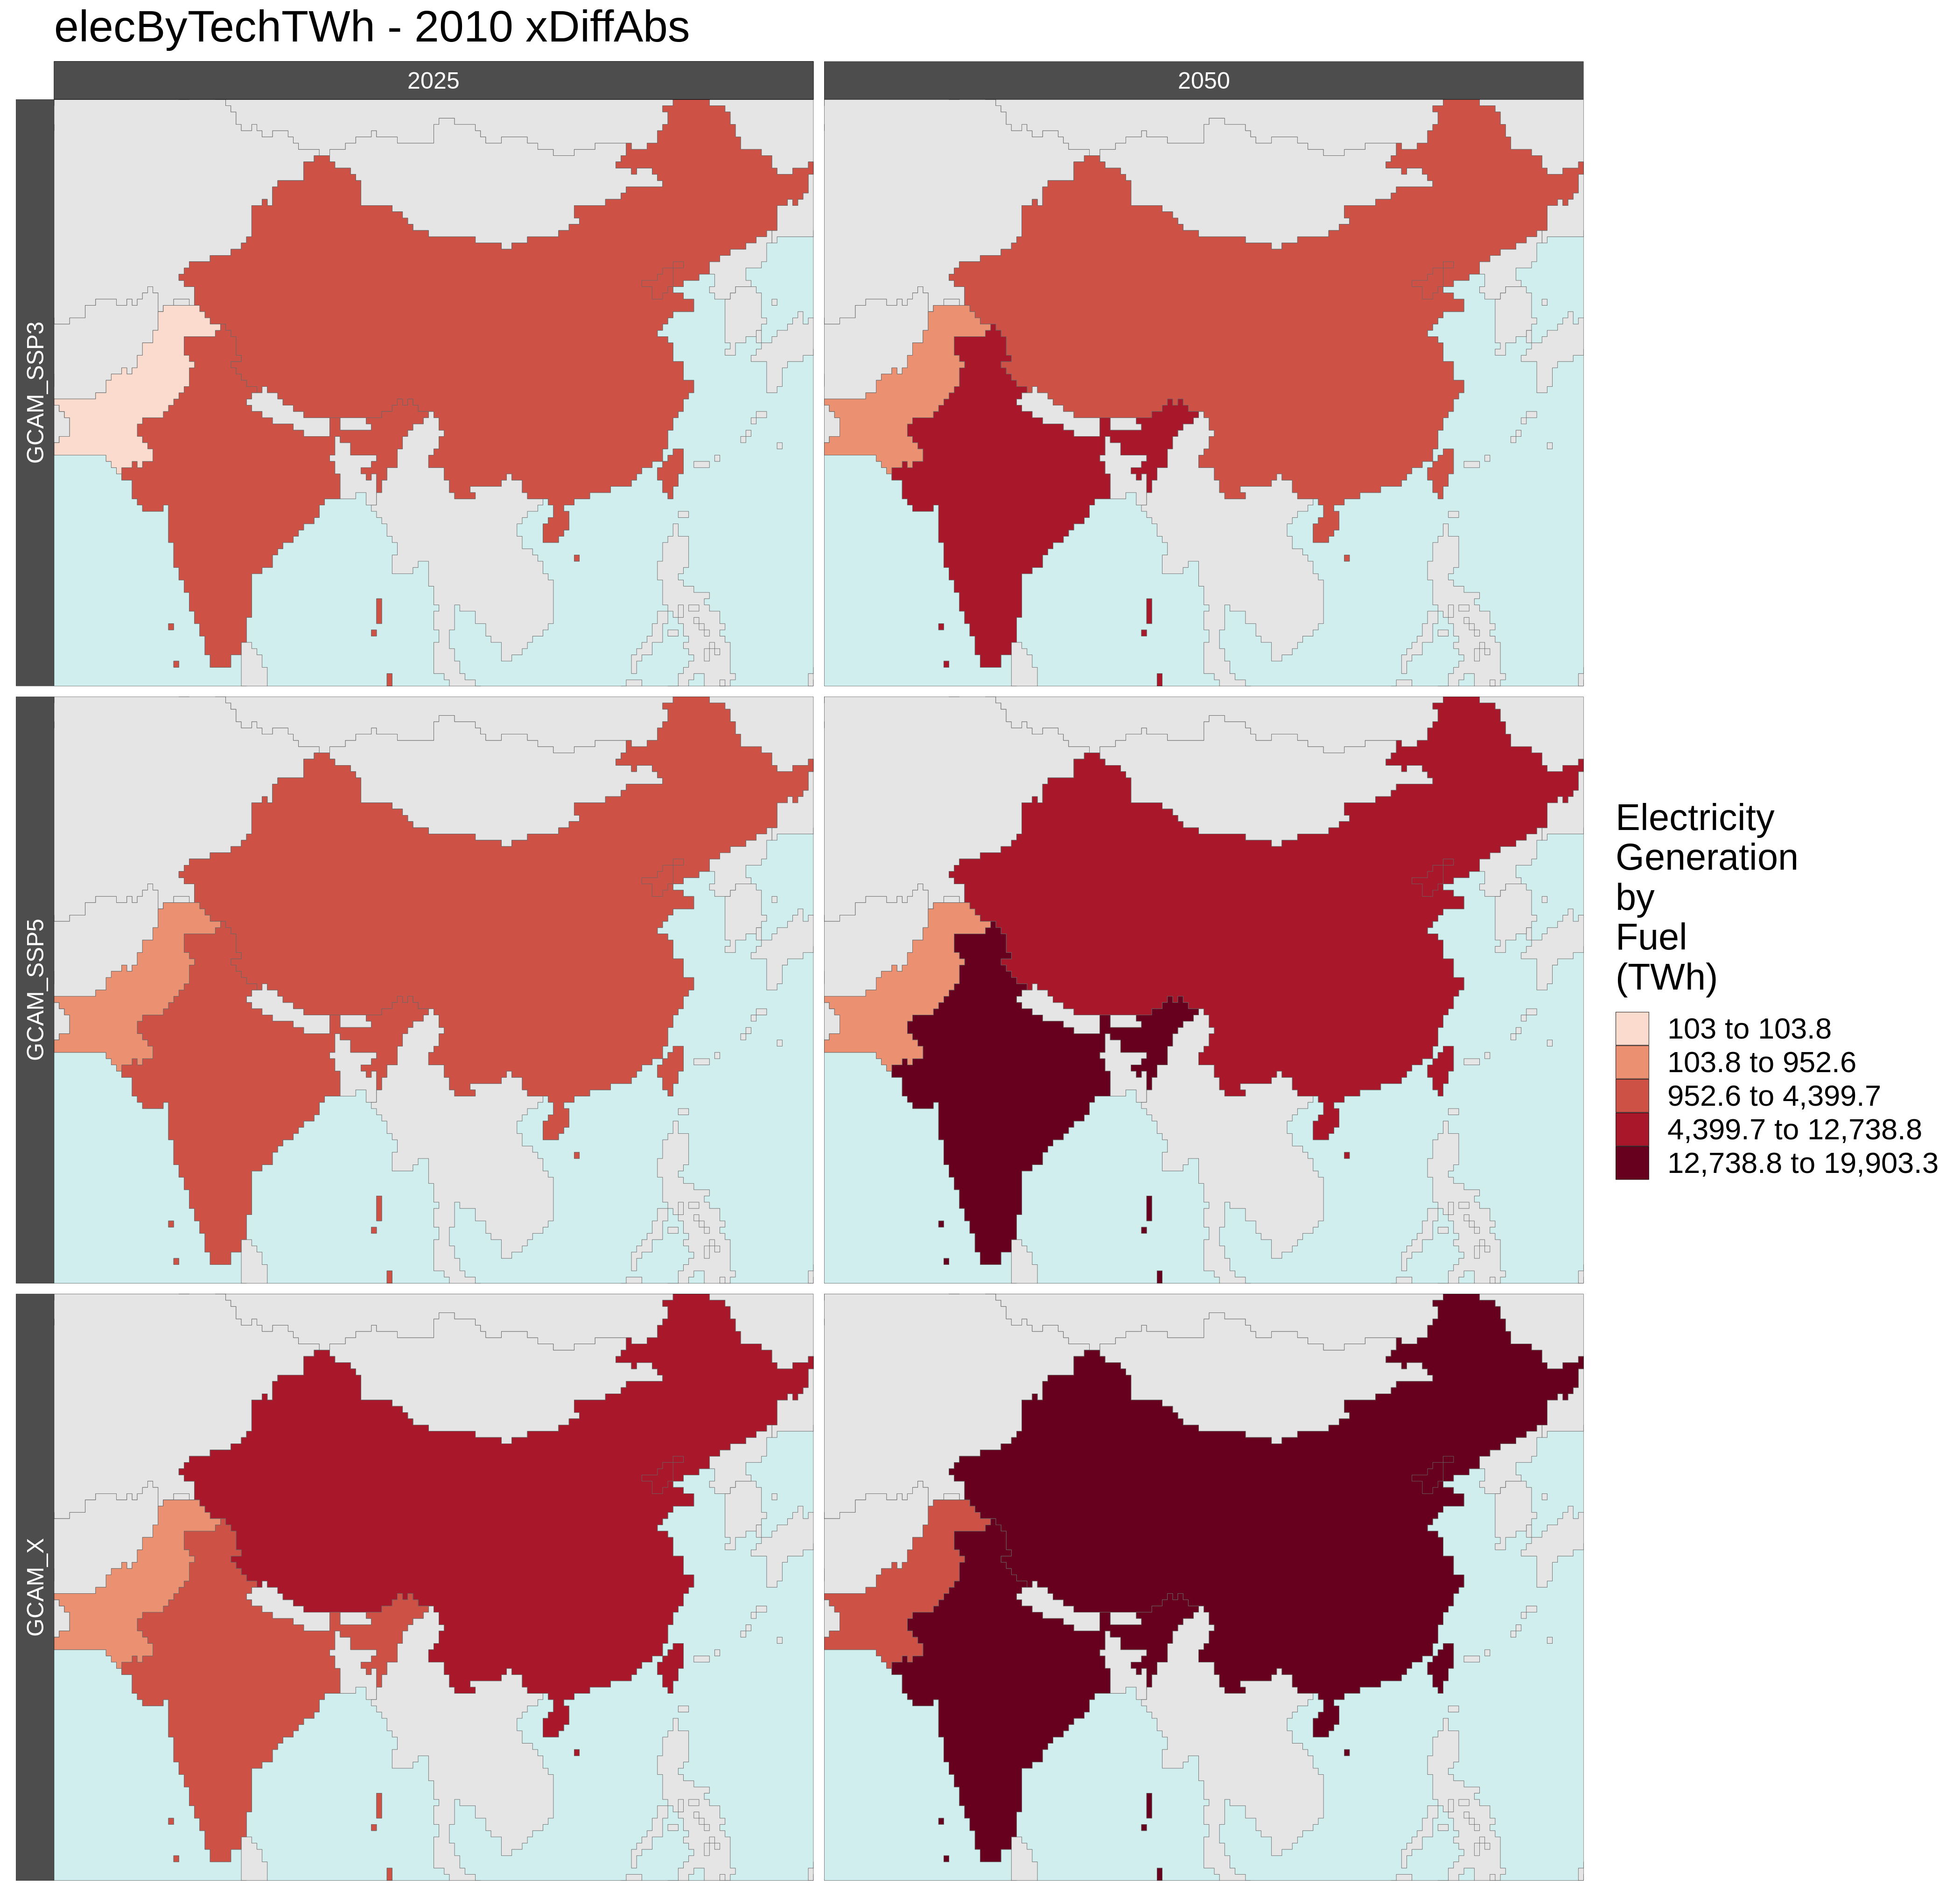 elecByTechTWh - 2010 xDiffAbs
2025
2050
GCAM_SSP3
GCAM_SSP5
GCAM_X
Electricity
Generation
by
Fuel
(TWh)
103 to 103.8
103.8 to 952.6
952.6 to 4,399.7
4,399.7 to 12,738.8
12,738.8 to 19,903.3